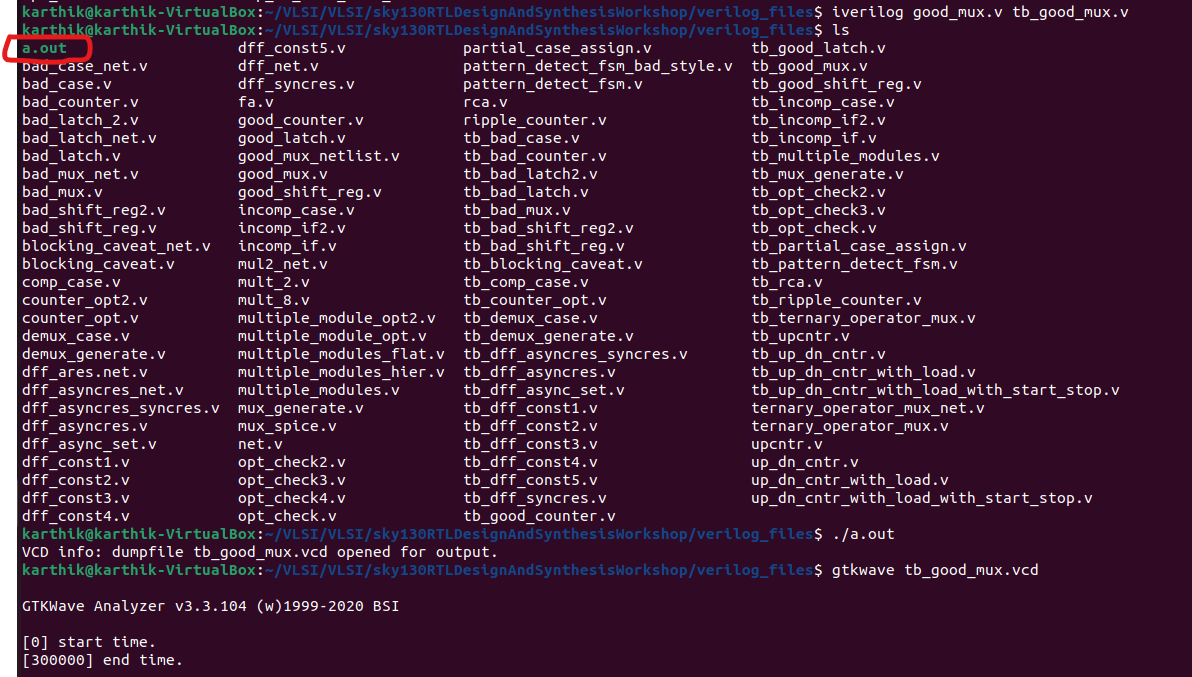 karthik@karthik-VirtualBox:~/VLSI/VLSI/sky130RTLDesignAndSynthesisWorkshop/verilog_files$ iverilog good_mux.v tb_good_mux.v
karthik@karthik-VirtualBox:~/VLSI/VLSI/sky130RTLDesignAndSynthesisWorkshop/verilog_files$ ls
a.out dff_const5.v partial_case_assign.v tb_good_latch.v
bad_case_net.v dff_net.v pattern_detect_fsm_bad_style.v tb_good_mux.v
bad_case.v dff_syncres.v pattern_detect_fsm.v tb_good_shift_reg.v
bad_counter.v fa.v rca.v tb_incomp_case.v
bad_latch_2.v good_counter.v ripple_counter.v tb_incomp_if2.v
bad_latch_net.v good_latch.v tb_bad_case.v tb_incomp_if.v
bad_latch.v good_mux_netlist.v tb_bad_counter.v tb_multiple_modules.v
bad_mux_net.v good_mux.v tb_bad_latch2.v tb_mux_generate.v
bad_mux.v good_shift_reg.v tb_bad_latch.v tb_opt_check2.v
bad_shift_reg2.v incomp_case.v tb_bad_mux.v tb_opt_check3.v
bad_shift_reg.v incomp_if2.v tb_bad_shift_reg2.v tb_opt_check.v
blocking_caveat_net.v incomp_if.v tb_bad_shift_reg.v tb_partial_case_assign.v
blocking_caveat.v mul2_net.v tb_blocking_caveat.v tb_pattern_detect_fsm.v
comp_case.v mult_2.v tb_comp_case.v tb_rca.v
counter_opt2.v mult_8.v tb_counter_opt.v tb_ripple_counter.v
counter_opt.v multiple_module_opt2.v tb_demux_case.v tb_ternary_operator_mux.v
demux_case.v multiple_module_opt.v tb_demux_generate.v tb_upcntr.v
demux_generate.v multiple_modules_flat.v tb_dff_asyncres_syncres.v tb_up_dn_cntr.v
dff_ares.net.v multiple_modules_hier.v tb_dff_asyncres.v tb_up_dn_cntr_with_load.v
dff_asyncres_net.v multiple_modules.v tb_dff_async_set.v tb_up_dn_cntr_with_load_with_start_stop.v
dff_asyncres_syncres.v mux_generate.v tb_dff_const1.v ternary_operator_mux_net.v
dff_asyncres.v mux_spice.v tb_dff_const2.v ternary_operator_mux.v
dff_async_set.v net.v tb_dff_const3.v upcntr.v
dff_const1.v opt_check2.v tb_dff_const4.v up_dn_cntr.v
dff_const2.v opt_check3.v tb_dff_const5.v up_dn_cntr_with_load.v
dff_const3.v opt_check4.v tb_dff_syncres.v up_dn_cntr_with_load_with_start_stop.v
dff_const4.v opt_check.v tb_good_counter.v
karthik@karthik-VirtualBox:~/VLSI/VLSI/sky130RTLDesignAndSynthesisWorkshop/verilog_files$ ./a.out
VCD info: dumpfile tb_good_mux.vcd opened for output.
karthik@karthik-VirtualBox:~/VLSI/VLSI/sky130RTLDesignAndSynthesisWorkshop/verilog_files$ gtkwave tb_good_mux.vcd
GTKWave Analyzer v3.3.104 (w)1999-2020 BSI
[0] start time.
[300000] end time.